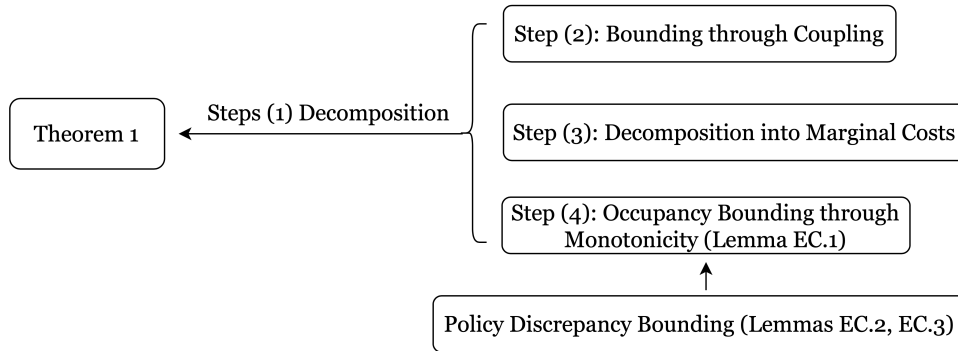 Step (2): Bounding through Coupling
Steps (1) Decomposition
Theorem 1
Step (3): Decomposition into Marginal Costs
Step (4): Occupancy Bounding through
Monotonicity (Lemma EC.1)
Policy Discrepancy Bounding (Lemmas EC.2, EC.3)